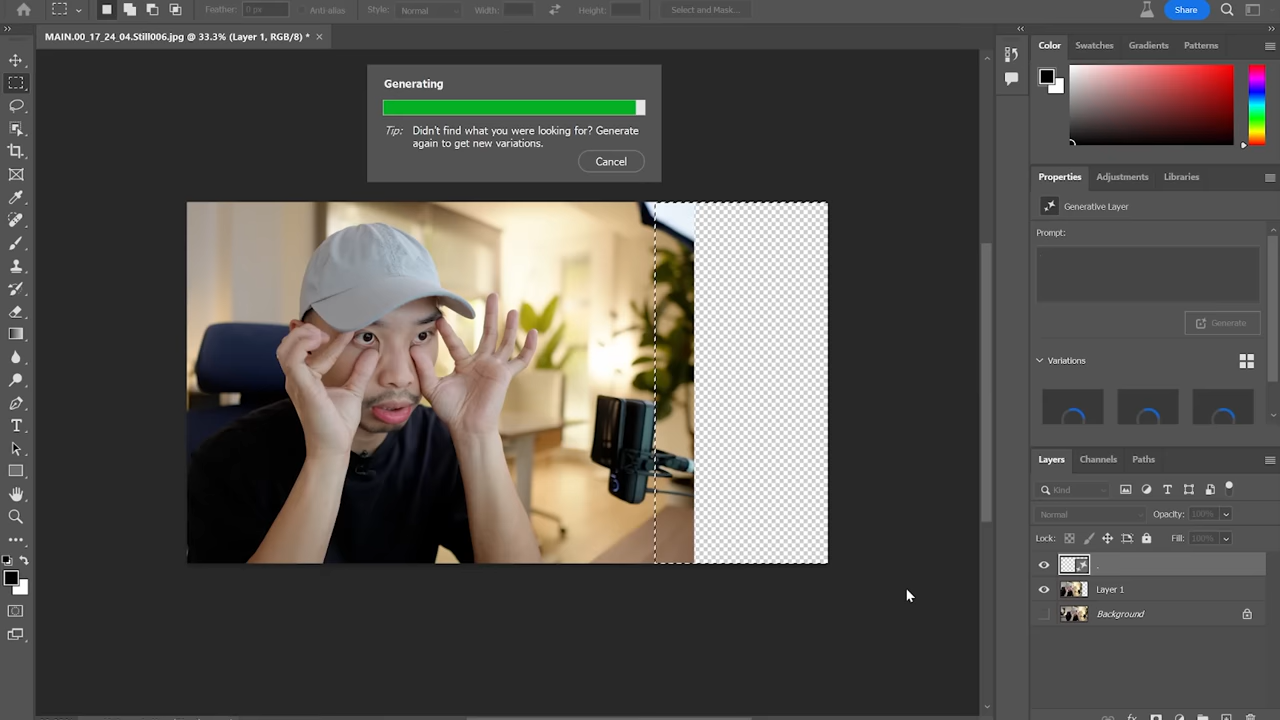 Feather: 0 px Anti-alias Style: Normal Width: Height: Select and Mask... Share
MAIN.00_17_24_04.Still006.jpg @ 33.3% (Layer 1, RGB/8) * ×
Generating
Tip: Didn't find what you were looking for? Generate
again to get new variations.
Cancel
Color Swatches Gradients Patterns
Properties Adjustments Libraries
Generative Layer
Prompt:
.
Generate
Variations
Layers Channels Paths
Kind
Normal Opacity: 100%
Lock: Fill: 100%
.
Layer 1
Background
fx